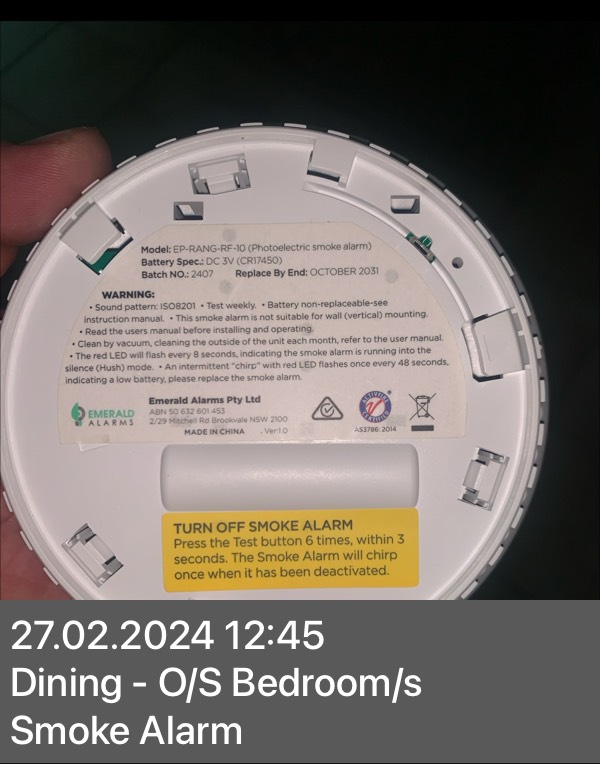 Model: EP-RANG-RF-10 (Photoelectric smoke alarm)
Battery Spec.: DC 3V (CR17450)
Batch NO.: 2407 Replace By End: OCTOBER 2031
WARNING:
• Sound pattern: ISO8201 • Test weekly. • Battery non-replaceable-see
instruction manual. • This smoke alarm is not suitable for wall (vertical) mounting.
• Read the users manual before installing and operating.
• Clean by vacuum, cleaning the outside of the unit each month, refer to the user manual.
• The red LED will flash every 8 seconds, indicating the smoke alarm is running into the
silence (Hush) mode. • An intermittent "chirp" with red LED flashes once every 48 seconds,
indicating a low battery, please replace the smoke alarm.
EMERALD
ALARMS
Emerald Alarms Pty Ltd
ABN 50 632 601 453
2/29 Mitchell Rd Brookvale NSW 2100
MADE IN CHINA . Ver:1.0
AS3786: 2014
TURN OFF SMOKE ALARM
Press the Test button 6 times, within 3
seconds. The Smoke Alarm will chirp
once when it has been deactivated.
27.02.2024 12:45
Dining - O/S Bedroom/s
Smoke Alarm